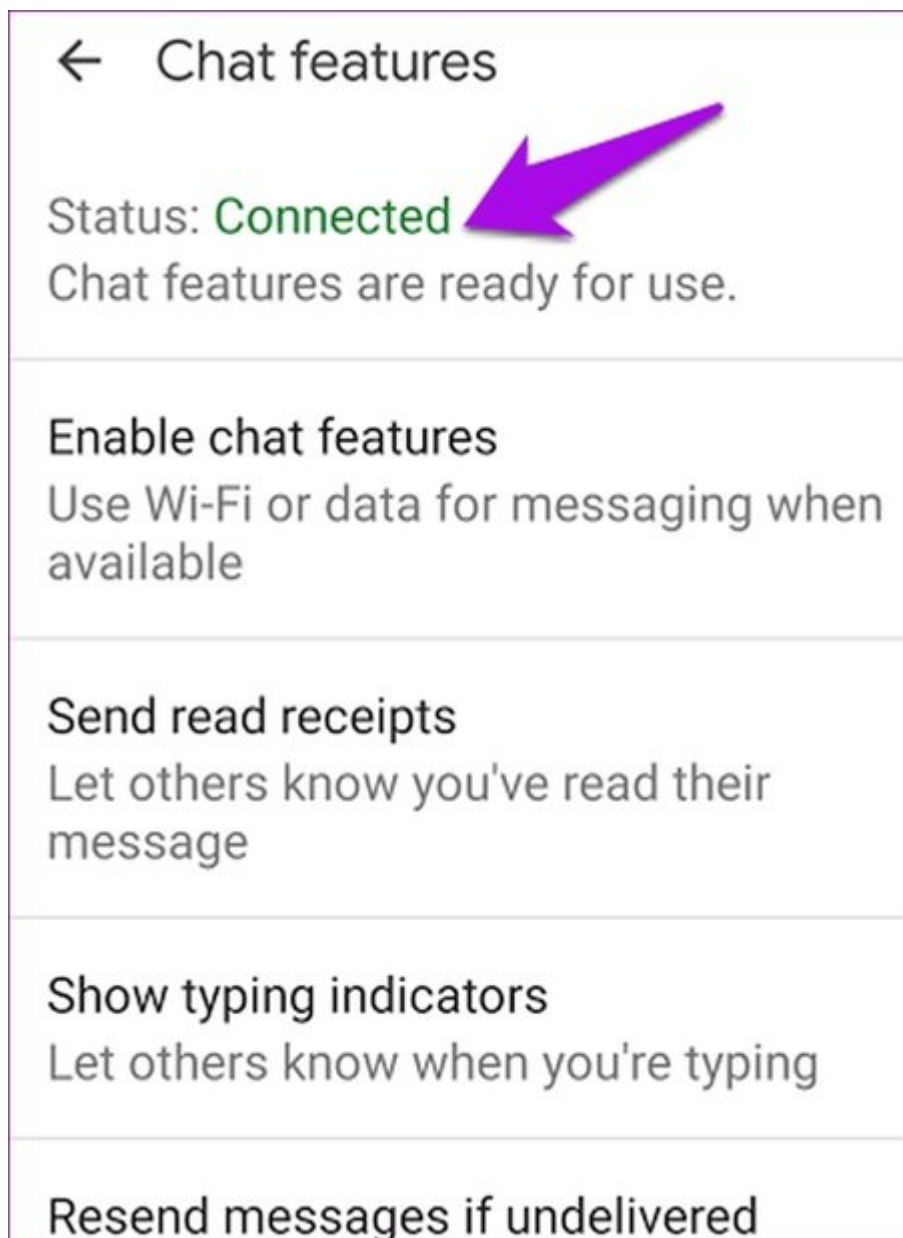 Chat features
Status: Connected
Chat features are ready for use.
Enable chat features
Use Wi-Fi or data for messaging when
available
Send read receipts
Let others know you've read their
message
Show typing indicators
Let others know when you're typing
Resend messages if undelivered